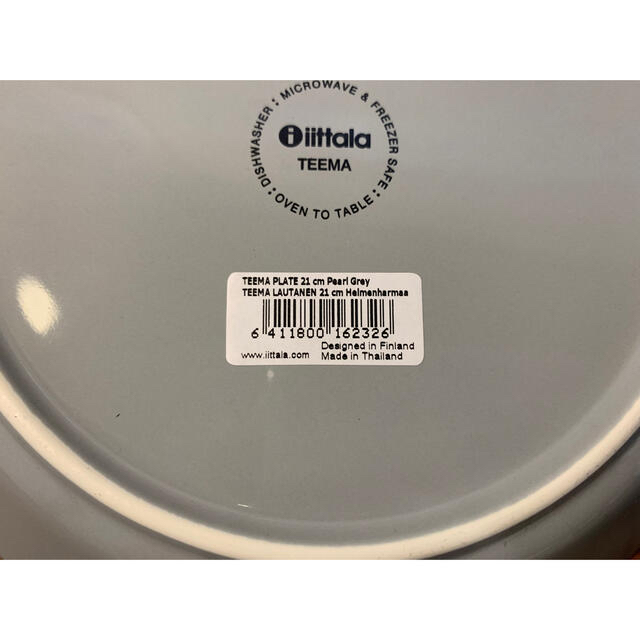 DISHWASHER : MICROWAVE & FREEZER SAFE :
iittala
TEEMA
: OVEN TO TABLE :
TEEMA PLATE 21 cm Pearl Grey
TEEMA LAUTANEN 21 cm Helmenharmaa
6 411800 162326
Designed in Finland
www.iittala.com Made in Thailand